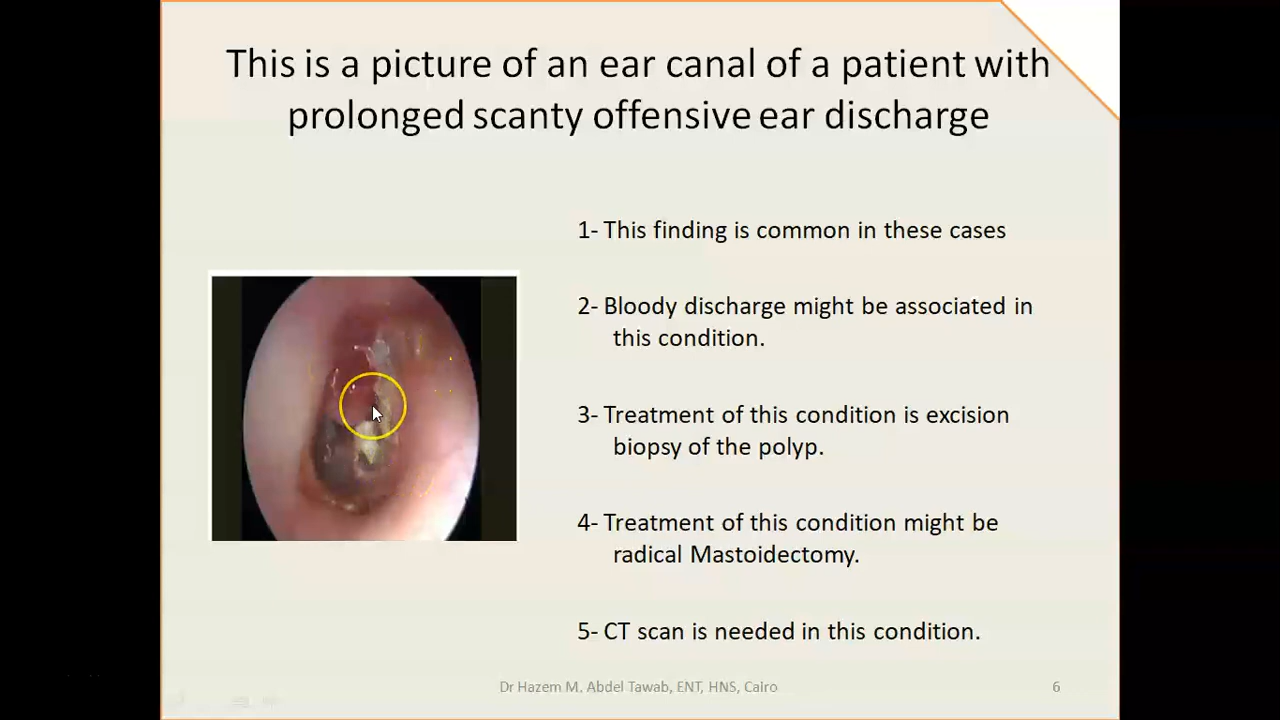 This is a picture of an ear canal of a patient with
prolonged scanty offensive ear discharge
1- This finding is common in these cases
2- Bloody discharge might be associated in
this condition.
3- Treatment of this condition is excision
biopsy of the polyp.
4- Treatment of this condition might be
radical Mastoidectomy.
5- CT scan is needed in this condition.
Dr Hazem M. Abdel Tawab, ENT, HNS, Cairo
6